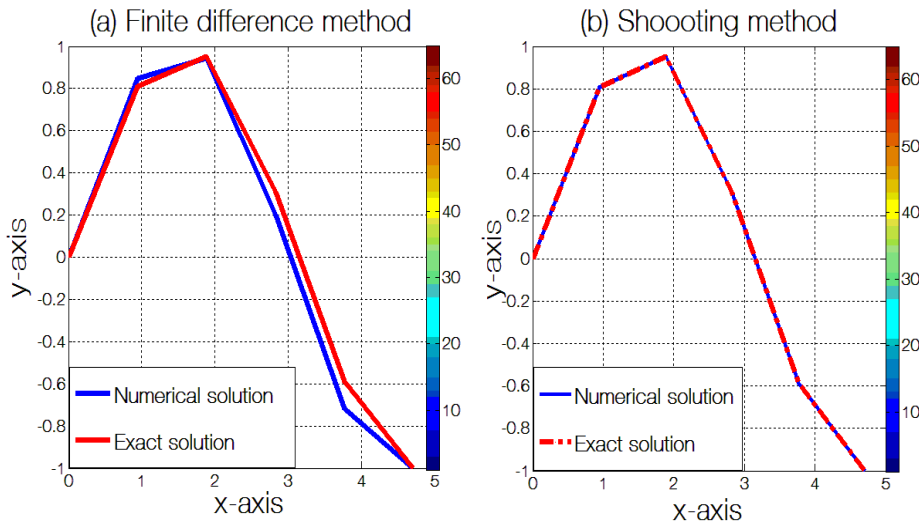 (a) Finite difference method
1
0.8
0.6
0.4
0.2
0
-0.2
-0.4
-0.6
-0.8
-1
y-axis
0 1 2 3 4 5
x-axis
Numerical solution
Exact solution
60
50
40
30
20
10
(b) Shoooting method
1
0.8
0.6
0.4
0.2
0
-0.2
-0.4
-0.6
-0.8
-1
y-axis
0 1 2 3 4 5
x-axis
Numerical solution
Exact solution
60
50
40
30
20
10